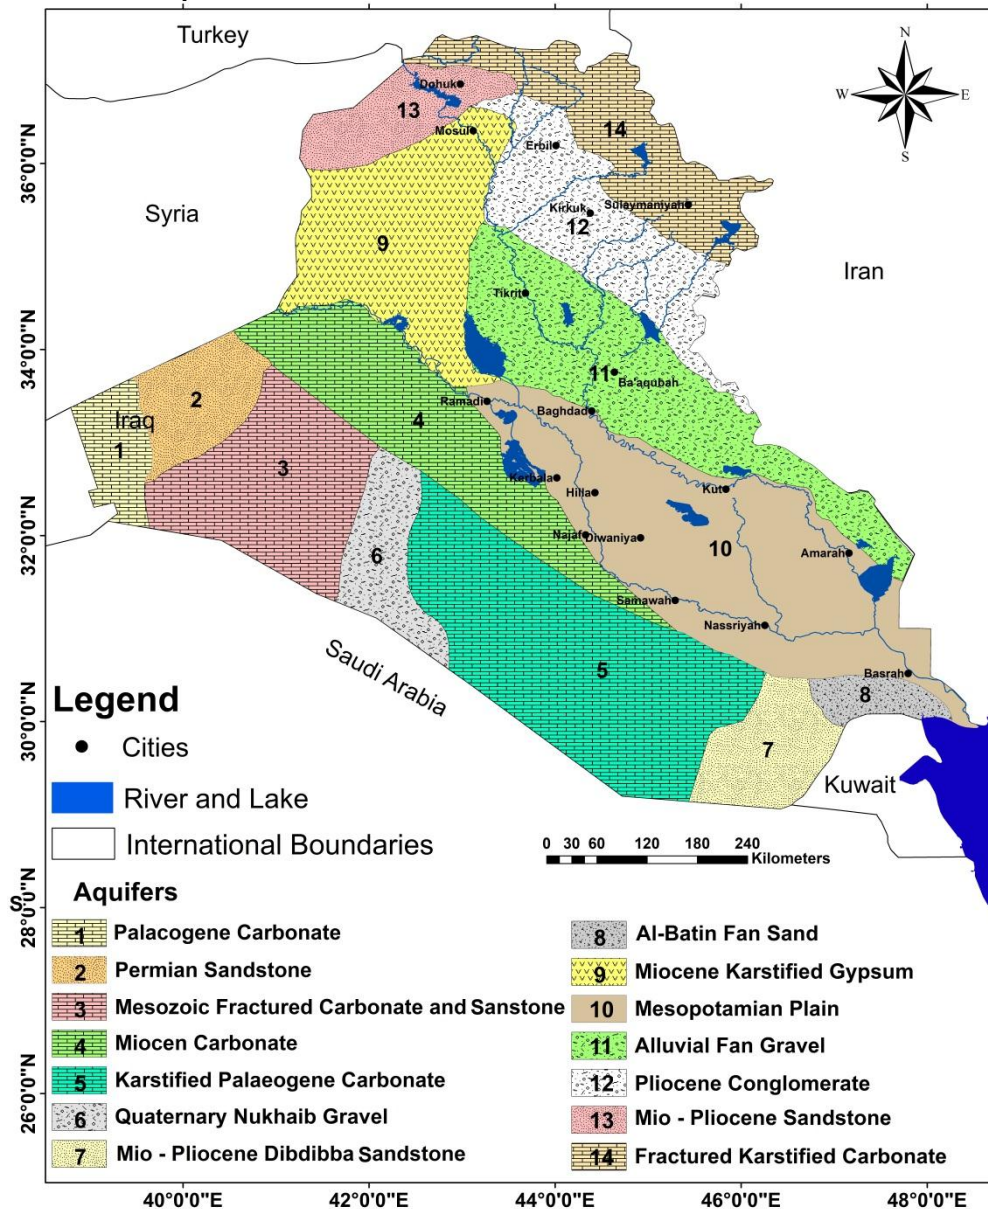 Turkey
N
W
E
S
Dohuk
13
Mosul
14
Erbil
36°0'0"N
Syria
Sulaymaniyah
Kirkuk
12
9
Iran
Tikrit
34°0'0"N
11
Ba'aqubah
2
Ramadi
Baghdad
Iraq
4
1
3
Kerbala
Kut
Hilla
32°0'0"N
Najaf
Diwaniya
10
6
Amarah
Samawah
Nassriyah
Saudi Arabia
5
Basrah
8
Legend
30°0'0"N
7
Cities
Kuwait
River and Lake
International Boundaries
0 30 60 120 180 240
Kilometers
Aquifers
S
28°0'0"N
1 Palacogene Carbonate
2 Permian Sandstone
3 Mesozoic Fractured Carbonate and Sanstone
4 Miocen Carbonate
5 Karstified Palaeogene Carbonate
6 Quaternary Nukhaib Gravel
7 Mio - Pliocene Dibdibba Sandstone
8 Al-Batin Fan Sand
9 Miocene Karstified Gypsum
10 Mesopotamian Plain
11 Alluvial Fan Gravel
12 Pliocene Conglomerate
13 Mio - Pliocene Sandstone
14 Fractured Karstified Carbonate
26°0'0"N
40°0'0"E
42°0'0"E
44°0'0"E
46°0'0"E
48°0'0"E